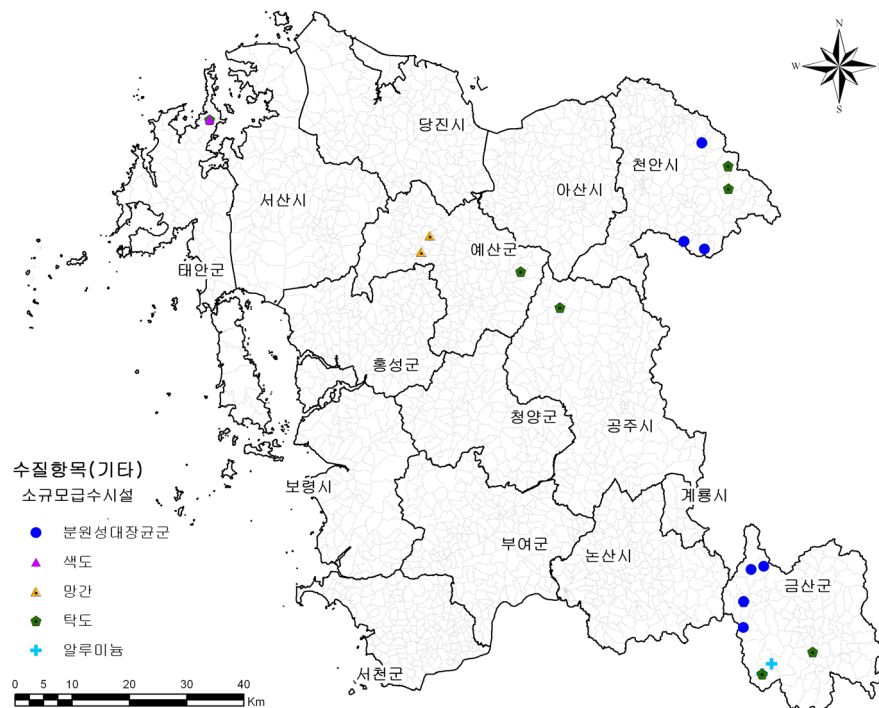 N
W
S
당진시
천안시
아산시
서산시
예산군
태안군
홍성군
청양군
공주시
수질항목(기타)
소규모급수시설
보령시
계룡시
분원성대장균군
부여군
논산시
색도
금산군
망간
탁도
알루미늄
서천군
0 5 10 20 30 40
Km